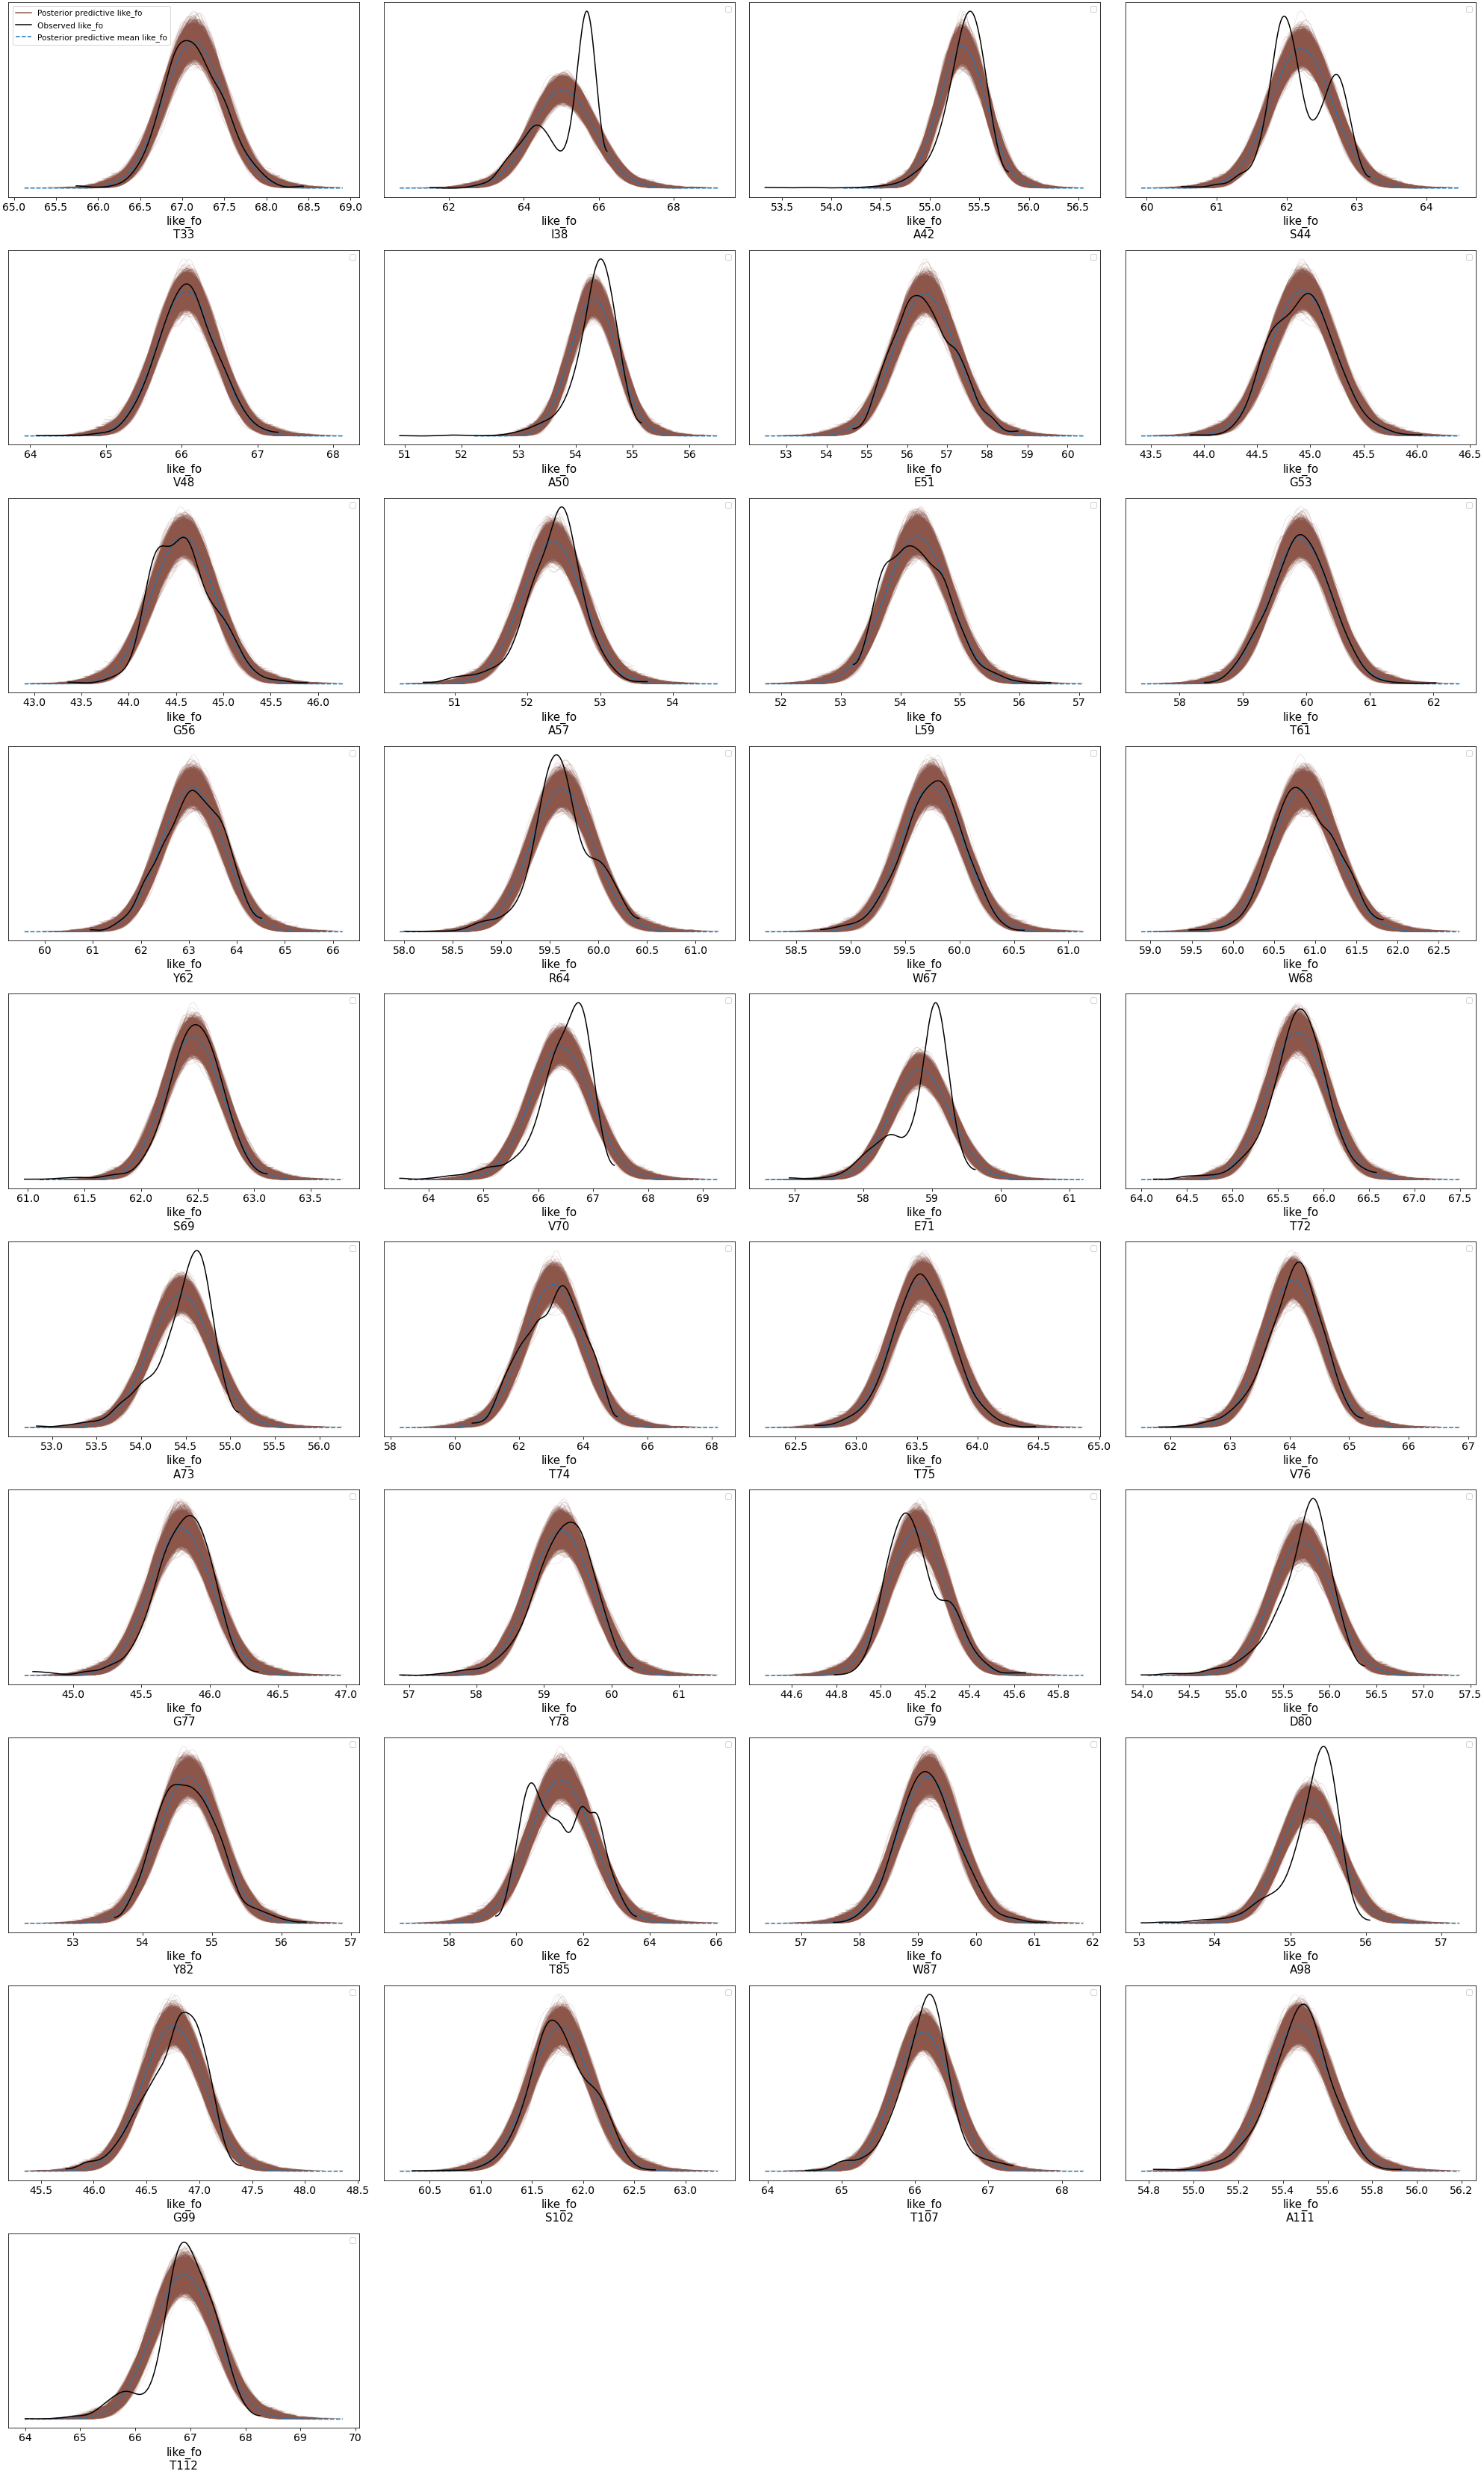 Posterior predictive like_fo
Observed like_fo
Posterior predictive mean like_fo
65.0 65.5 66.0 66.5 67.0 67.5 68.0 68.5 69.0
like_fo
T33
62 64 66 68
like_fo
I38
53.5 54.0 54.5 55.0 55.5 56.0 56.5
like_fo
A42
60 61 62 63 64
like_fo
S44
64 65 66 67 68
like_fo
V48
51 52 53 54 55 56
like_fo
A50
53 54 55 56 57 58 59 60
like_fo
E51
43.5 44.0 44.5 45.0 45.5 46.0 46.5
like_fo
G53
43.0 43.5 44.0 44.5 45.0 45.5 46.0
like_fo
G56
51 52 53 54
like_fo
A57
52 53 54 55 56 57
like_fo
L59
58 59 60 61 62
like_fo
T61
60 61 62 63 64 65 66
like_fo
Y62
58.0 58.5 59.0 59.5 60.0 60.5 61.0
like_fo
R64
58.5 59.0 59.5 60.0 60.5 61.0
like_fo
W67
59.0 59.5 60.0 60.5 61.0 61.5 62.0 62.5
like_fo
W68
61.0 61.5 62.0 62.5 63.0 63.5
like_fo
S69
64 65 66 67 68 69
like_fo
V70
57 58 59 60 61
like_fo
E71
64.0 64.5 65.0 65.5 66.0 66.5 67.0 67.5
like_fo
T72
53.0 53.5 54.0 54.5 55.0 55.5 56.0
like_fo
A73
58 60 62 64 66 68
like_fo
T74
62.5 63.0 63.5 64.0 64.5 65.0
like_fo
T75
62 63 64 65 66 67
like_fo
V76
45.0 45.5 46.0 46.5 47.0
like_fo
G77
57 58 59 60 61
like_fo
Y78
44.6 44.8 45.0 45.2 45.4 45.6 45.8
like_fo
G79
54.0 54.5 55.0 55.5 56.0 56.5 57.0 57.5
like_fo
D80
53 54 55 56 57
like_fo
Y82
58 60 62 64 66
like_fo
T85
57 58 59 60 61 62
like_fo
W87
53 54 55 56 57
like_fo
A98
45.5 46.0 46.5 47.0 47.5 48.0 48.5
like_fo
G99
60.5 61.0 61.5 62.0 62.5 63.0
like_fo
S102
64 65 66 67 68
like_fo
T107
54.8 55.0 55.2 55.4 55.6 55.8 56.0 56.2
like_fo
A111
64 65 66 67 68 69 70
like_fo
T112